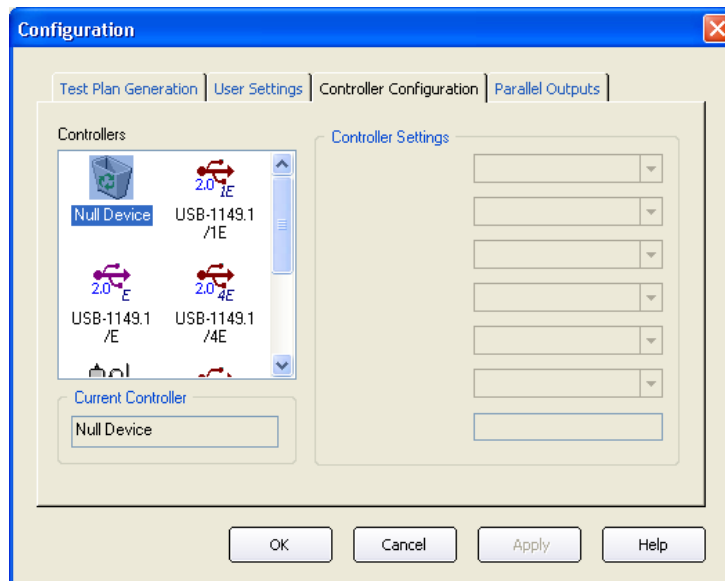 Configuration
Test Plan Generation
User Settings
Controller Configuration
Parallel Outputs
Controllers
Controller Settings
2.0 1E
Null Device
USB-1149.1
/1E
2.0 E
2.0 4E
USB-1149.1
/E
USB-1149.1
/4E
Current Controller
Null Device
OK
Cancel
Apply
Help